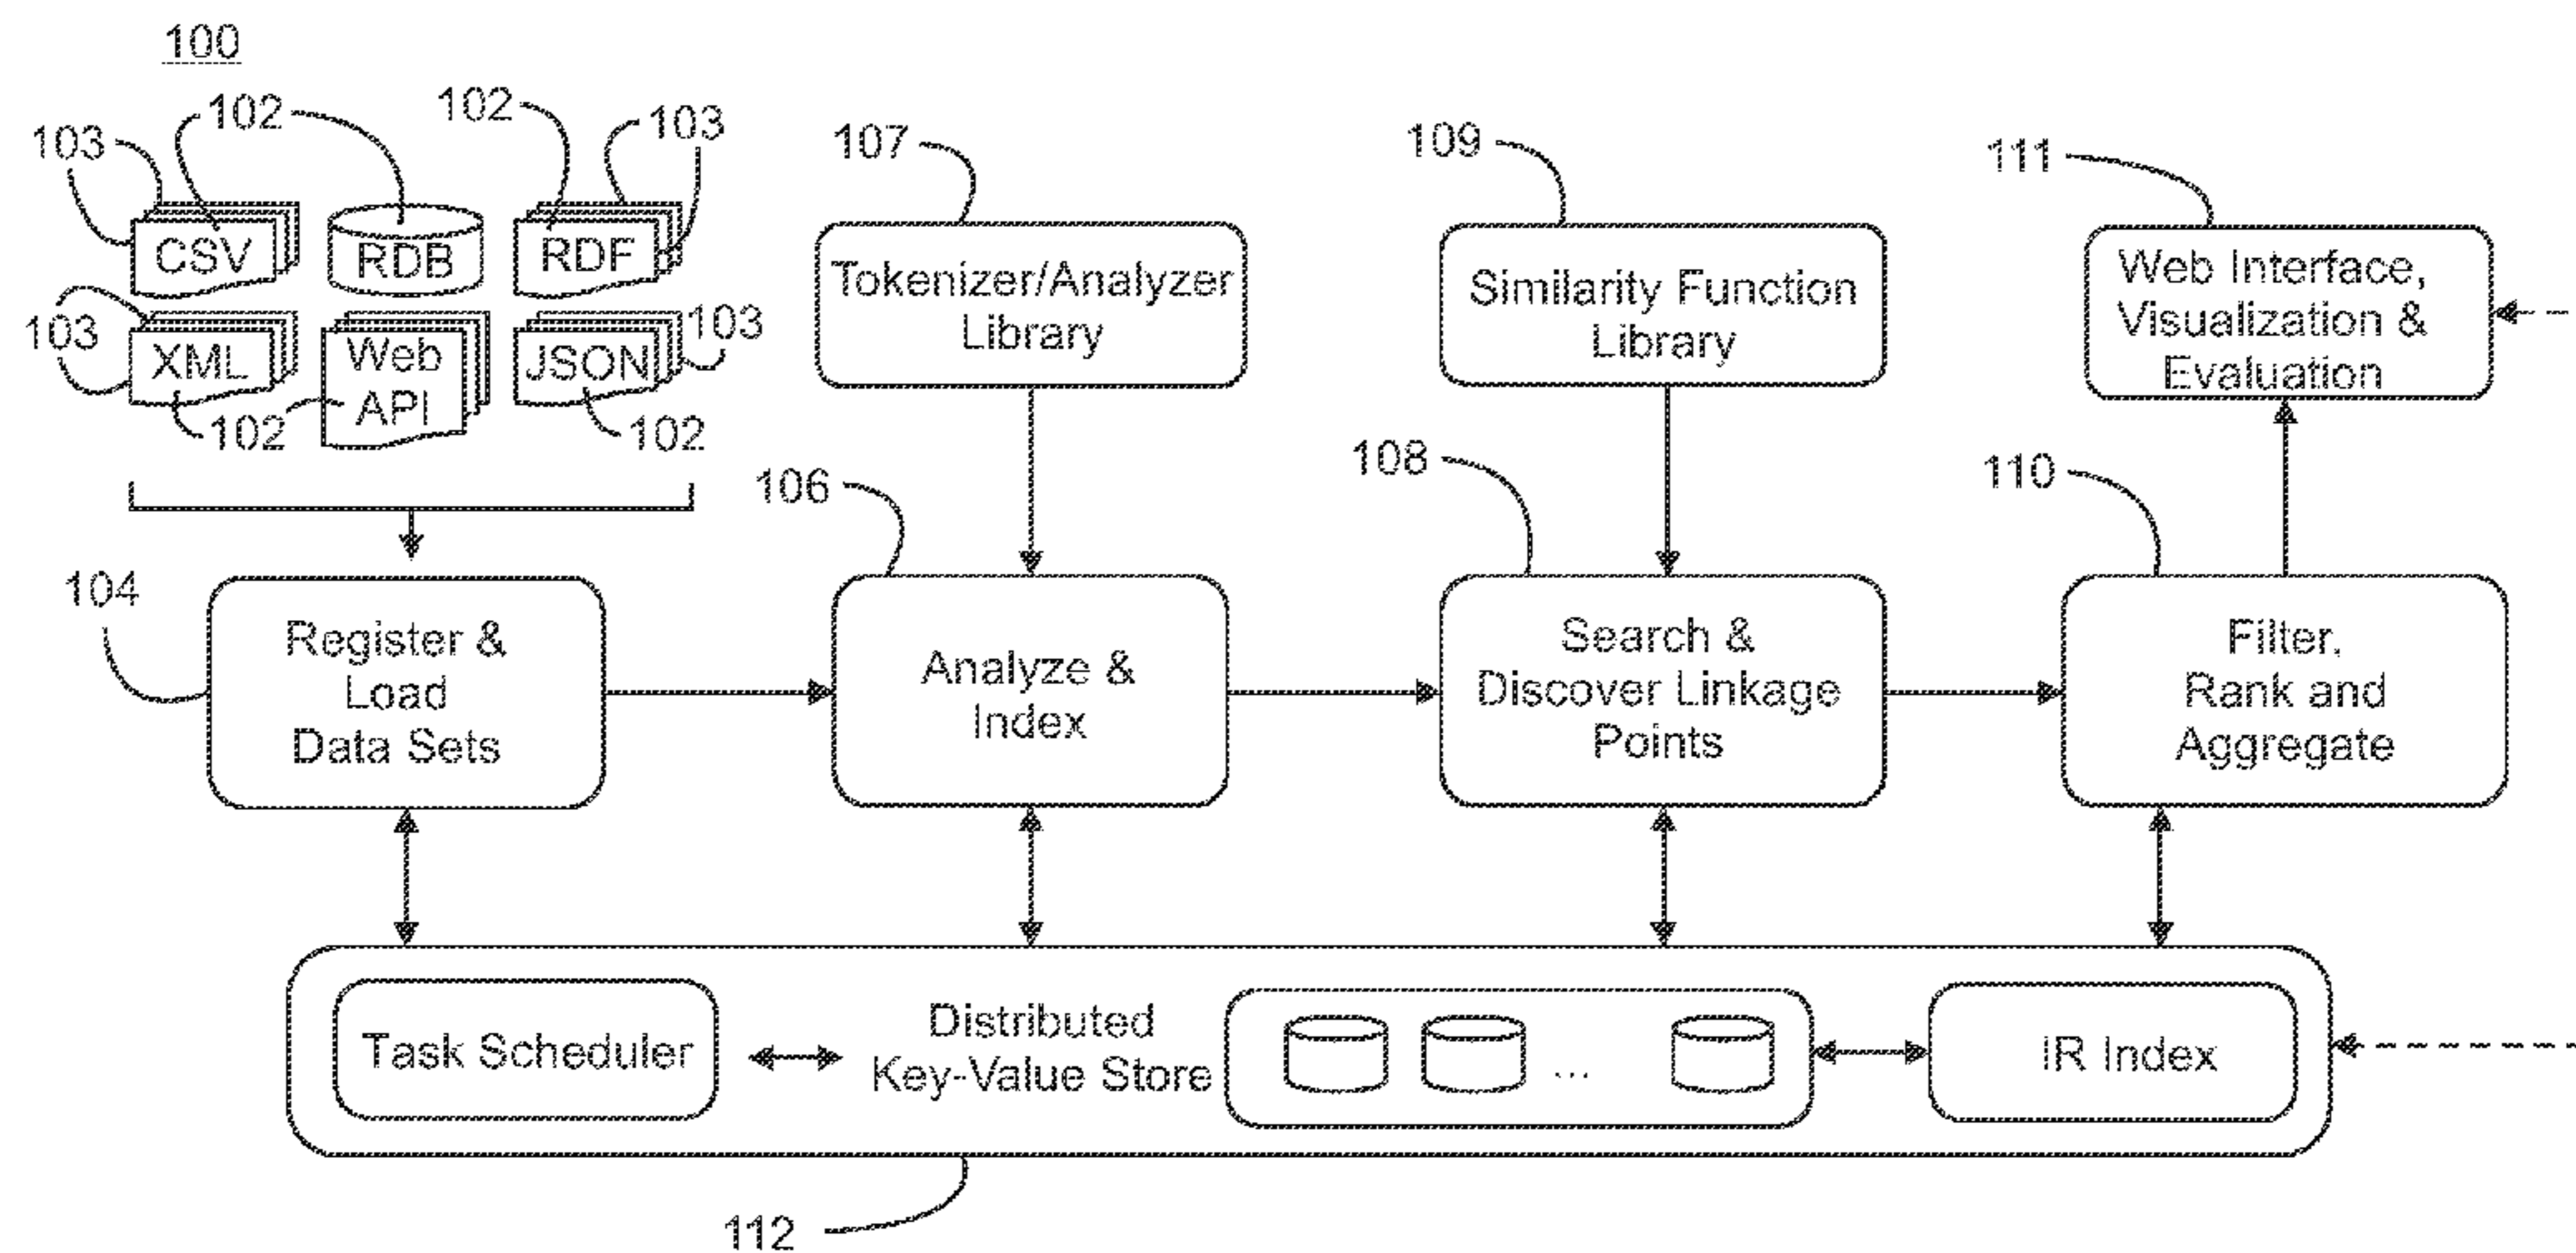 100
102
102
103
103
107
109
111
CSV
RDB
RDF
Tokenizer/Analyzer
Library
Similarity Function
Library
Web Interface,
Visualization &
Evaluation
103
103
XML
Web
API
JSON
102
102
106
108
110
104
Register &
Load
Data Sets
Analyze &
Index
Search &
Discover Linkage
Points
Filter,
Rank and
Aggregate
Task Scheduler
Distributed
Key-Value Store
...
IR Index
112